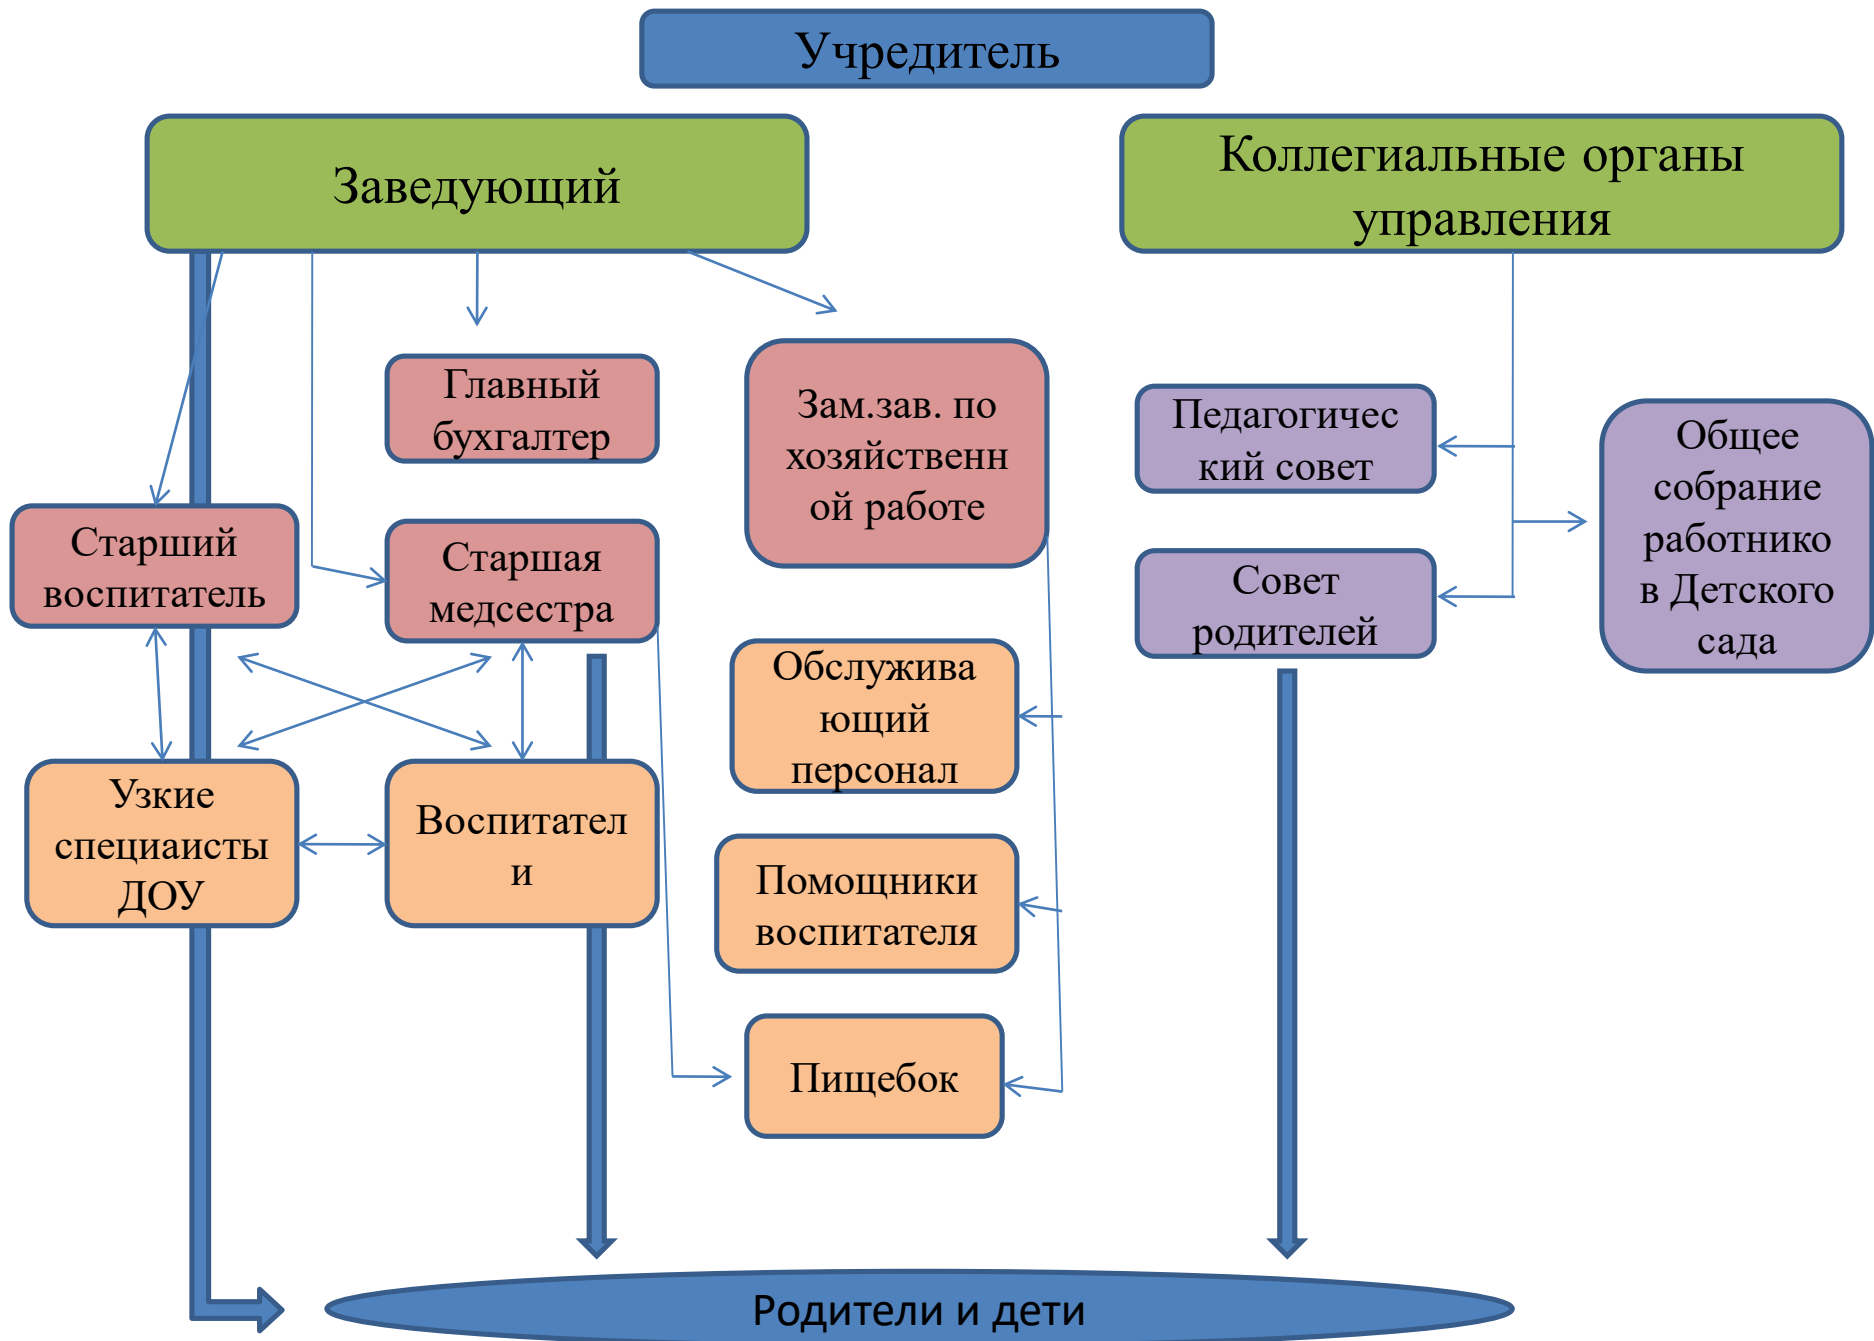 Учредитель
Заведующий
Коллегиальные органы
управления
Главный
бухгалтер
Зам.зав. по
хозяйственн
ой работе
Педагогичес
кий совет
Общее
собрание
работнико
в Детского
сада
Старший
воспитатель
Старшая
медсестра
Совет
родителей
Обслужива
ющий
персонал
Узкие
специаисты
ДОУ
Воспитател
и
Помощники
воспитателя
Пищебок
Родители и дети